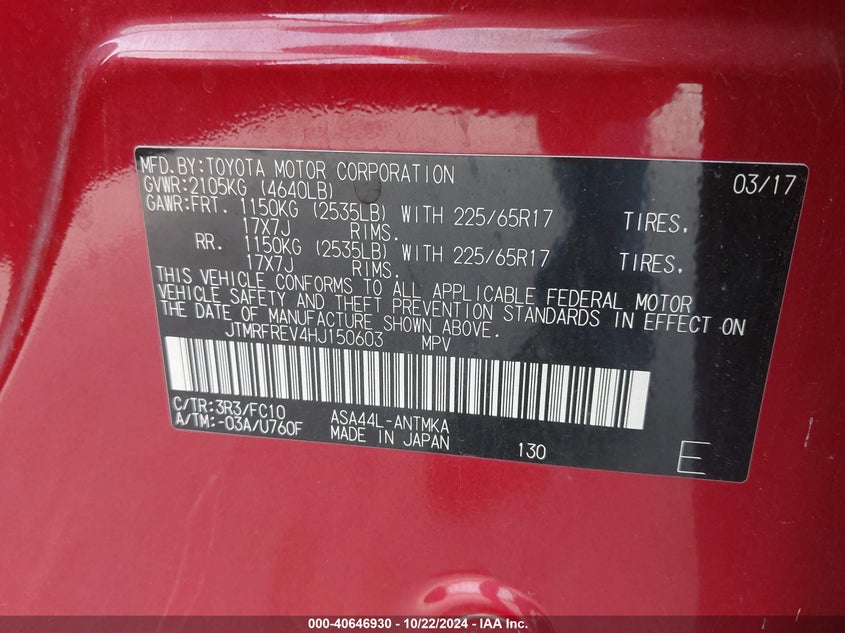 MFD.BY:TOYOTA MOTOR CORPORATION 03/17
GVWR:2105KG (4640LB)
GAWR:FRT. 1150KG (2535LB) WITH 225/65R17 TIRES,
17X7J RIMS.
RR. 1150KG (2535LB) WITH 225/65R17 TIRES,
17X7J RIMS.
THIS VEHICLE CONFORMS TO ALL APPLICABLE FEDERAL MOTOR
VEHICLE SAFETY AND THEFT PREVENTION STANDARDS IN EFFECT ON
THE DATE OF MANUFACTURE SHOWN ABOVE.
JTMRFREV4HJ150603 MPV
C/TR:3R3/FC10 ASA44L-ANTMKA
A/TM:-03A/U760F MADE IN JAPAN 130 E
000-40646930 - 10/22/2024 - IAA Inc.